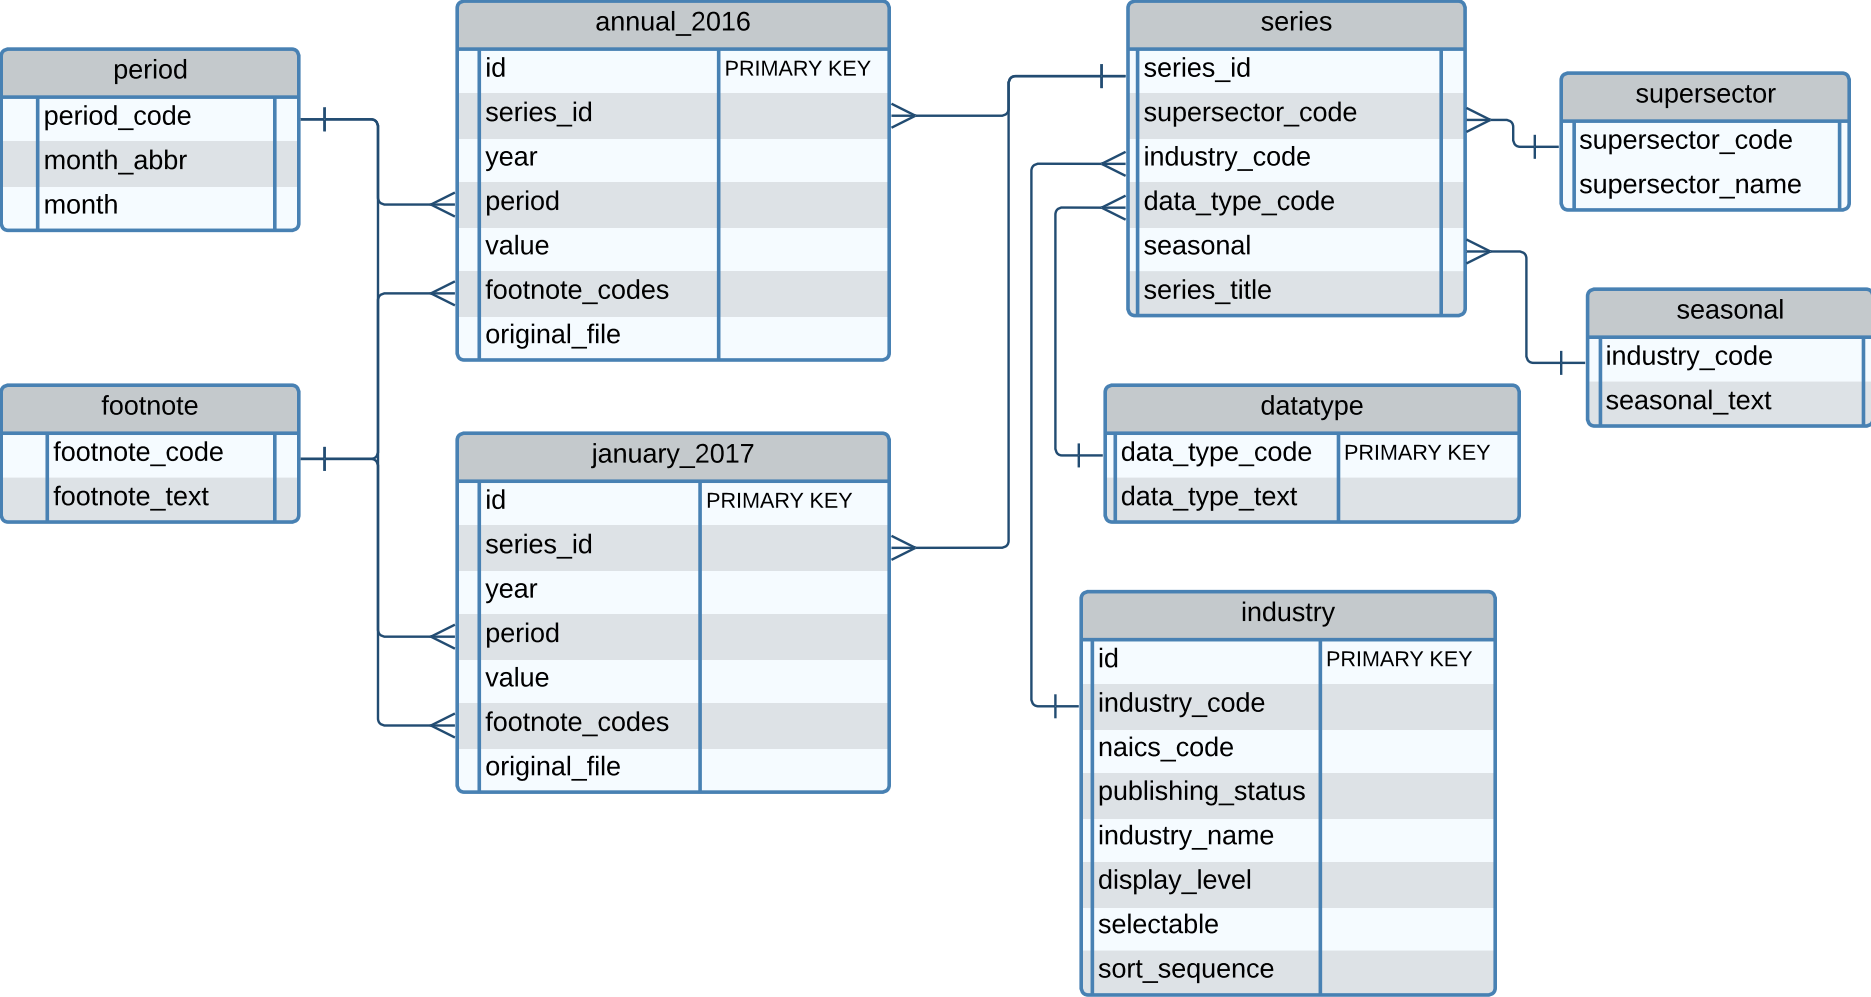 period
period_code
month_abbr
month
footnote
footnote_code
footnote_text
annual_2016
id PRIMARY KEY
series_id
year
period
value
footnote_codes
original_file
january_2017
id PRIMARY KEY
series_id
year
period
value
footnote_codes
original_file
series
series_id
supersector_code
industry_code
data_type_code
seasonal
series_title
datatype
data_type_code PRIMARY KEY
data_type_text
industry
id PRIMARY KEY
industry_code
naics_code
publishing_status
industry_name
display_level
selectable
sort_sequence
supersector
supersector_code
supersector_name
seasonal
industry_code
seasonal_text